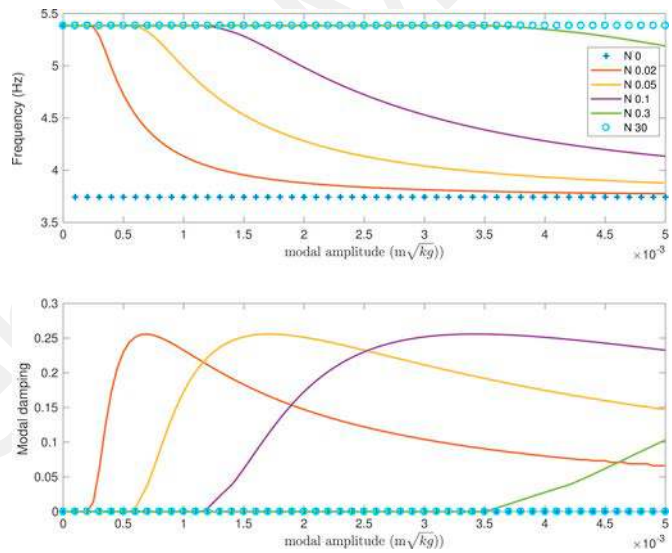 5.5
5
4.5
4
3.5
Frequency (Hz)
N 0
N 0.02
N 0.05
N 0.1
N 0.3
N 30
0 0.5 1 1.5 2 2.5 3 3.5 4 4.5 5
modal amplitude (m√kg)) ×10⁻³
0.3
0.25
0.2
0.15
0.1
0.05
0
Modal damping
0 0.5 1 1.5 2 2.5 3 3.5 4 4.5 5
modal amplitude (m√kg)) ×10⁻³